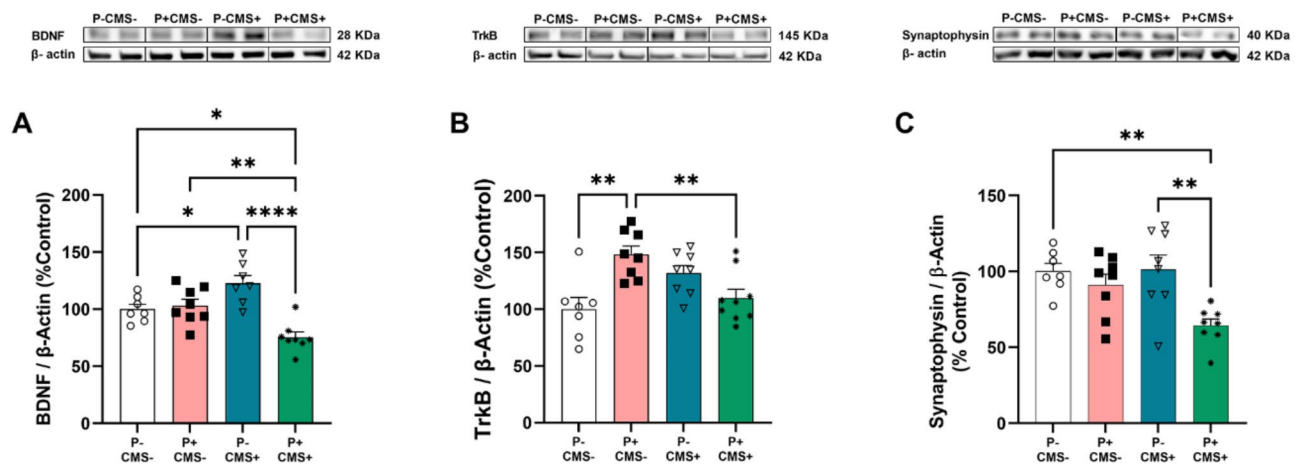 P-CMS- P+CMS- P-CMS+ P+CMS+
BDNF 28 KDa
β- actin 42 KDa
P-CMS- P+CMS- P-CMS+ P+CMS+
TrkB 145 KDa
β- actin 42 KDa
P-CMS- P+CMS- P-CMS+ P+CMS+
Synaptophysin 40 KDa
β- actin 42 KDa
A
*
**
* ****
BDNF / β-Actin (%Control)
200
150
100
50
0
P- P+ P- P+
CMS- CMS- CMS+ CMS+
B
** **
TrkB / β-Actin (%Control)
200
150
100
50
0
P- P+ P- P+
CMS- CMS- CMS+ CMS+
C
**
**
Synaptophysin / β-Actin
(% Control)
150
100
50
0
P- P+ P- P+
CMS- CMS- CMS+ CMS+